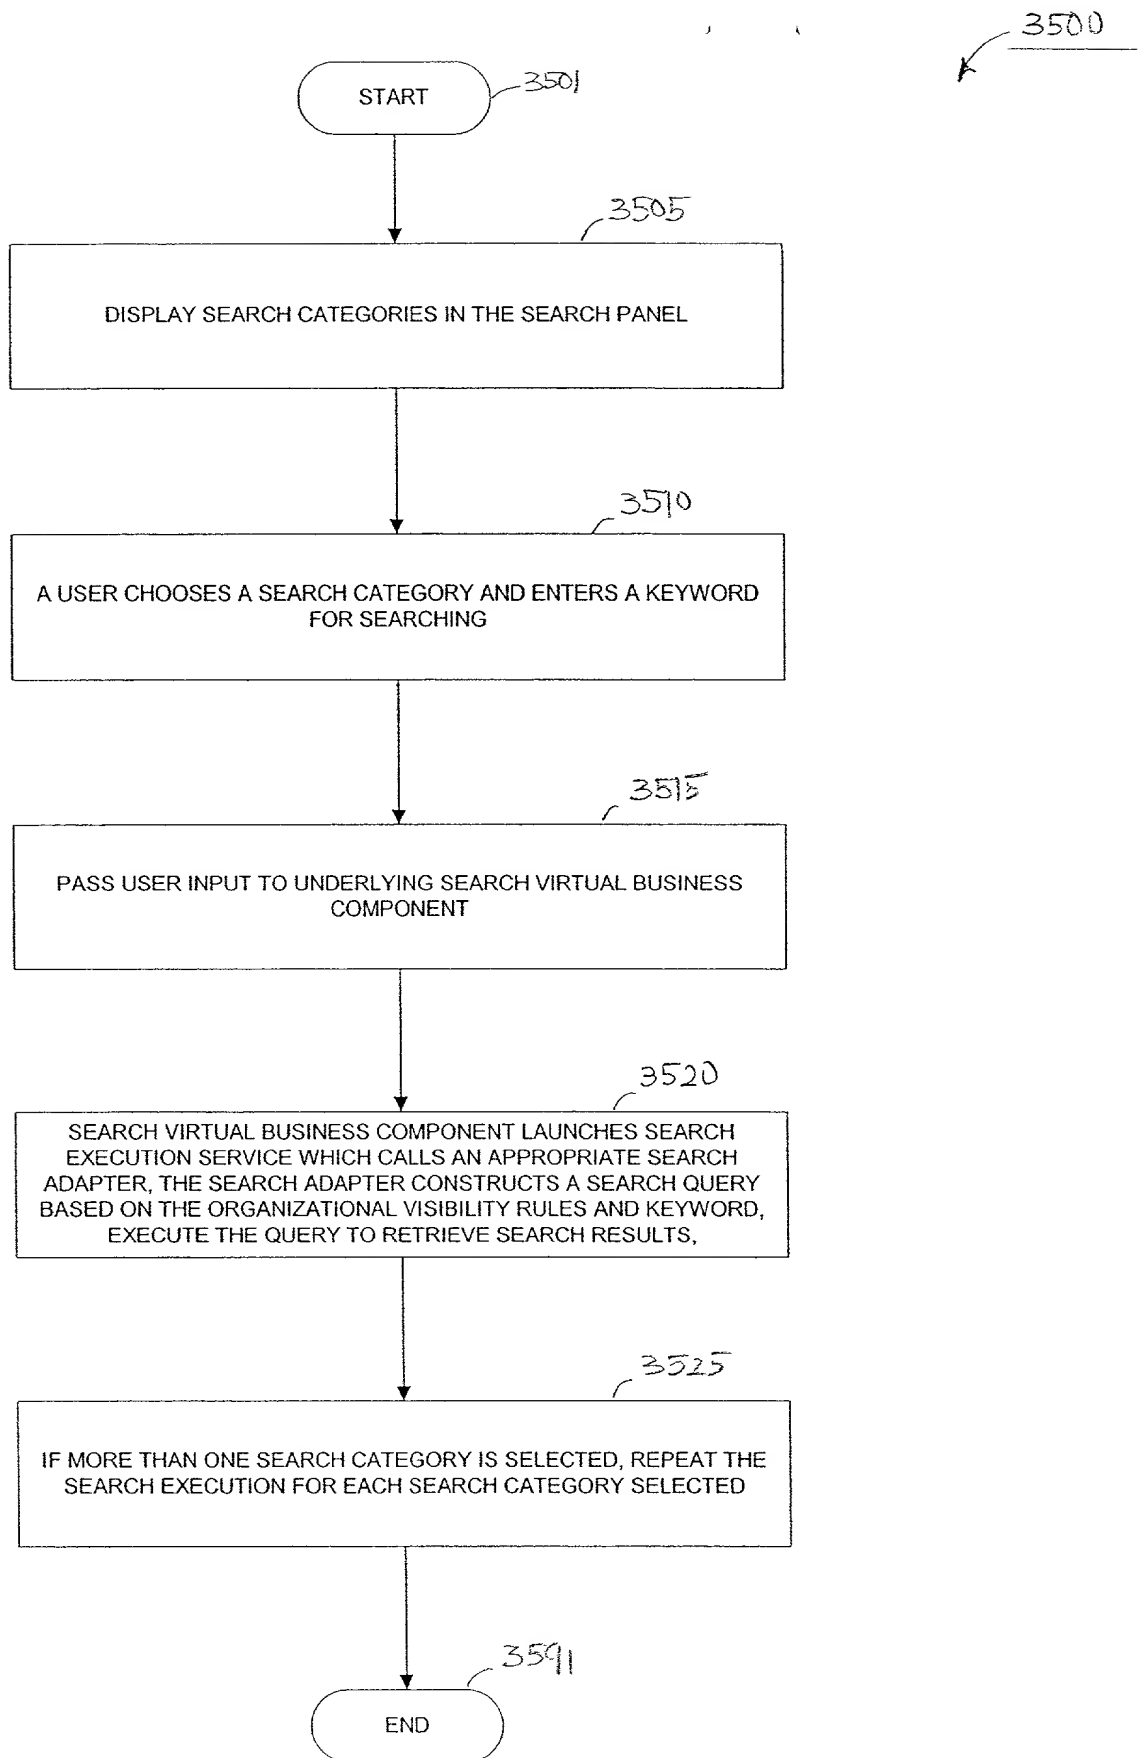 3500
START
3501
3505
DISPLAY SEARCH CATEGORIES IN THE SEARCH PANEL
3510
A USER CHOOSES A SEARCH CATEGORY AND ENTERS A KEYWORD
FOR SEARCHING
3515
PASS USER INPUT TO UNDERLYING SEARCH VIRTUAL BUSINESS
COMPONENT
3520
SEARCH VIRTUAL BUSINESS COMPONENT LAUNCHES SEARCH
EXECUTION SERVICE WHICH CALLS AN APPROPRIATE SEARCH
ADAPTER, THE SEARCH ADAPTER CONSTRUCTS A SEARCH QUERY
BASED ON THE ORGANIZATIONAL VISIBILITY RULES AND KEYWORD,
EXECUTE THE QUERY TO RETRIEVE SEARCH RESULTS,
3525
IF MORE THAN ONE SEARCH CATEGORY IS SELECTED, REPEAT THE
SEARCH EXECUTION FOR EACH SEARCH CATEGORY SELECTED
3591
END